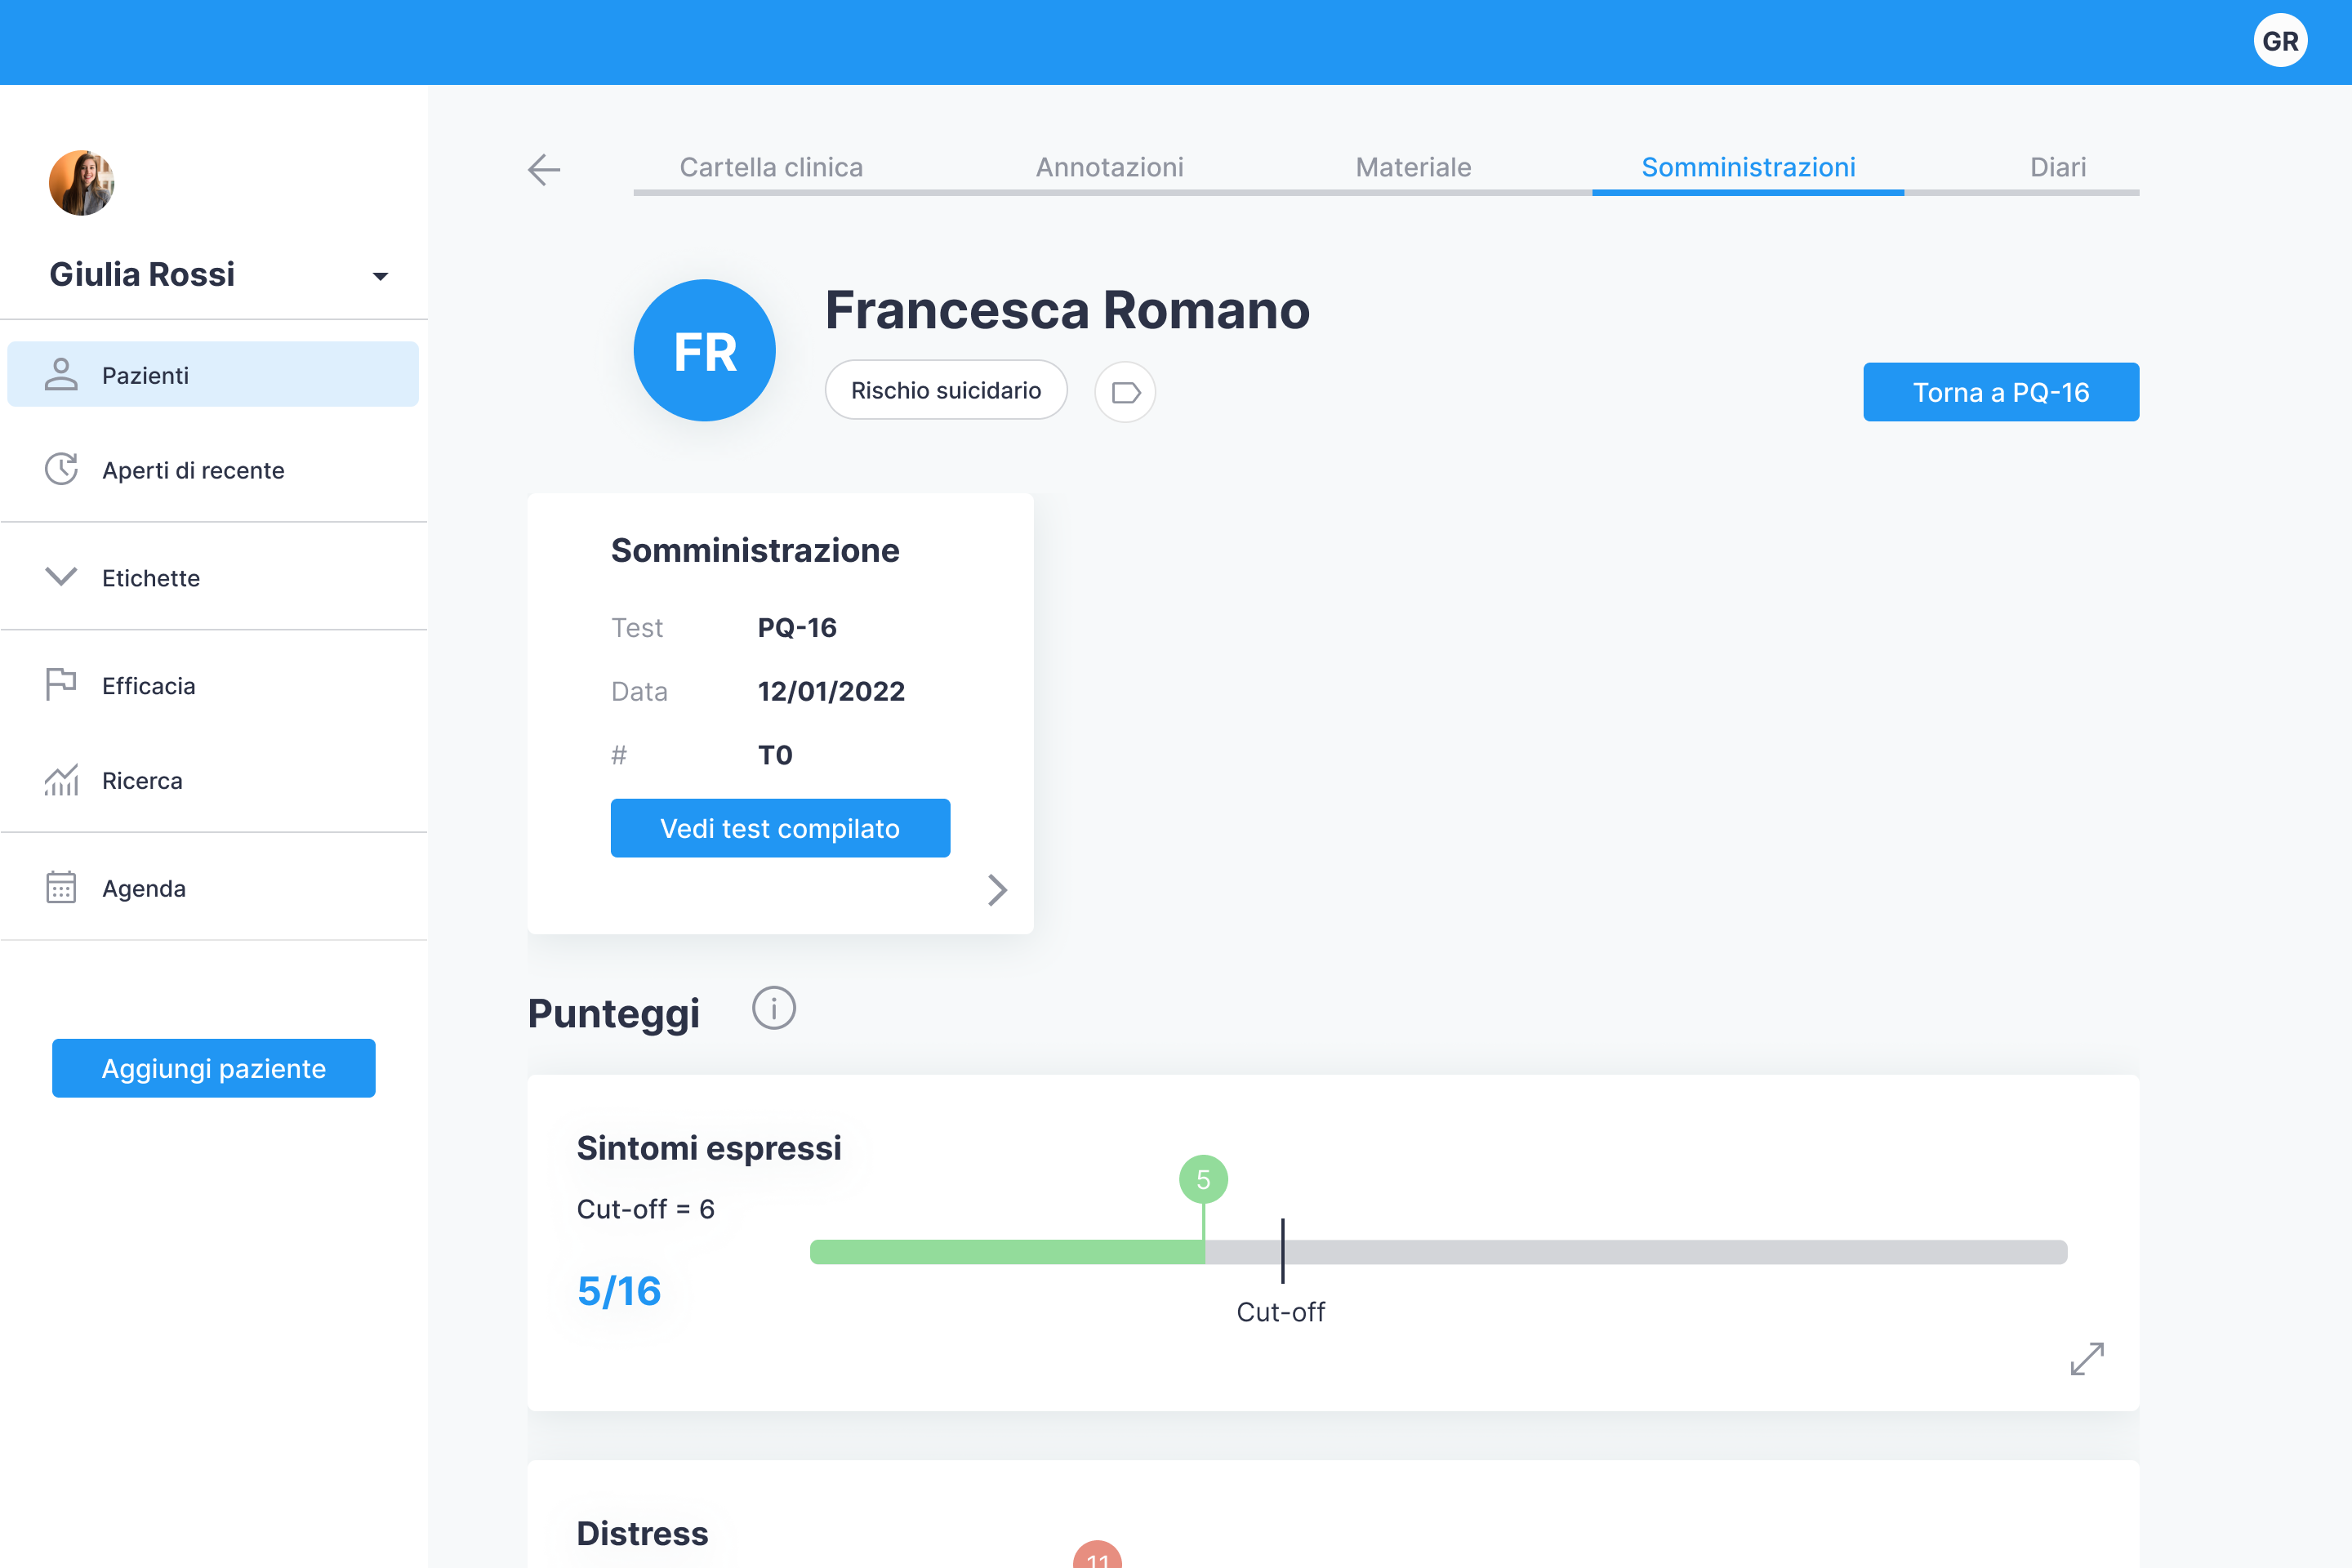 GR
Giulia Rossi
Pazienti
Aperti di recente
Etichette
Efficacia
Ricerca
Agenda
Aggiungi paziente
Cartella clinica
Annotazioni
Materiale
Somministrazioni
Diari
FR
Francesca Romano
Rischio suicidario
Torna a PQ-16
Somministrazione
Test PQ-16
Data 12/01/2022
# T0
Vedi test compilato
Punteggi
Sintomi espressi
Cut-off = 6
5/16
5
Cut-off
Distress
11